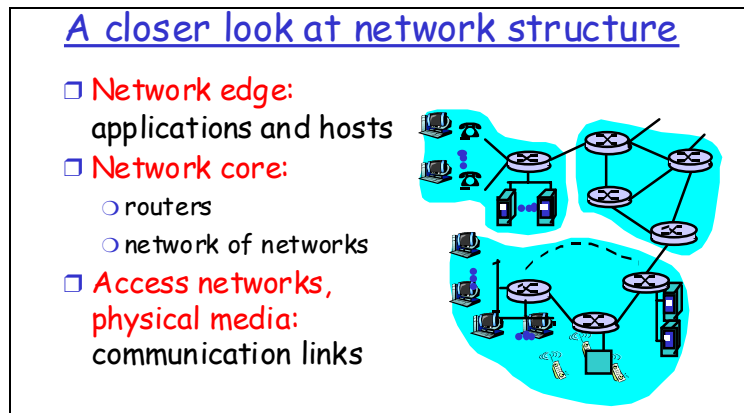 A closer look at network structure
❒ Network edge:
applications and hosts
❒ Network core:
❍ routers
❍ network of networks
❒ Access networks,
physical media:
communication links